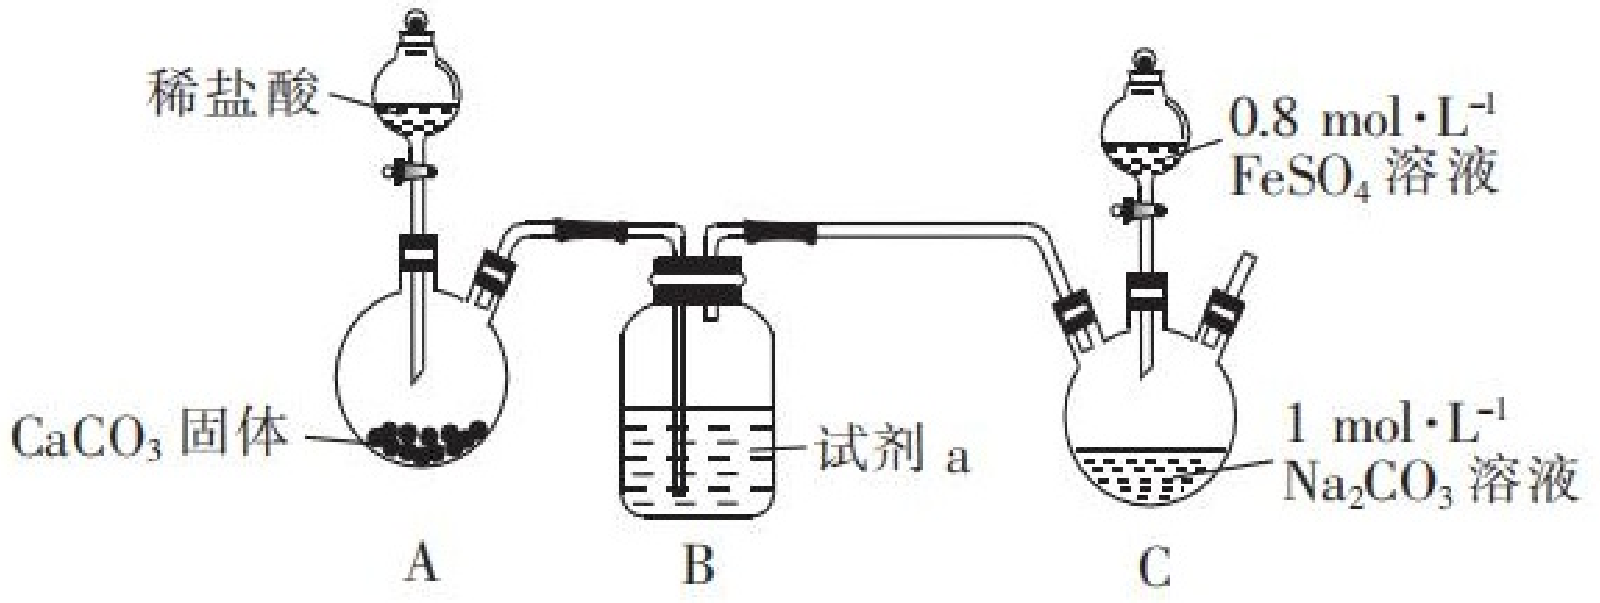 稀盐酸
0.8 mol·L⁻¹
FeSO₄ 溶液
CaCO₃ 固体
试剂 a
1 mol·L⁻¹
Na₂CO₃ 溶液
A
B
C